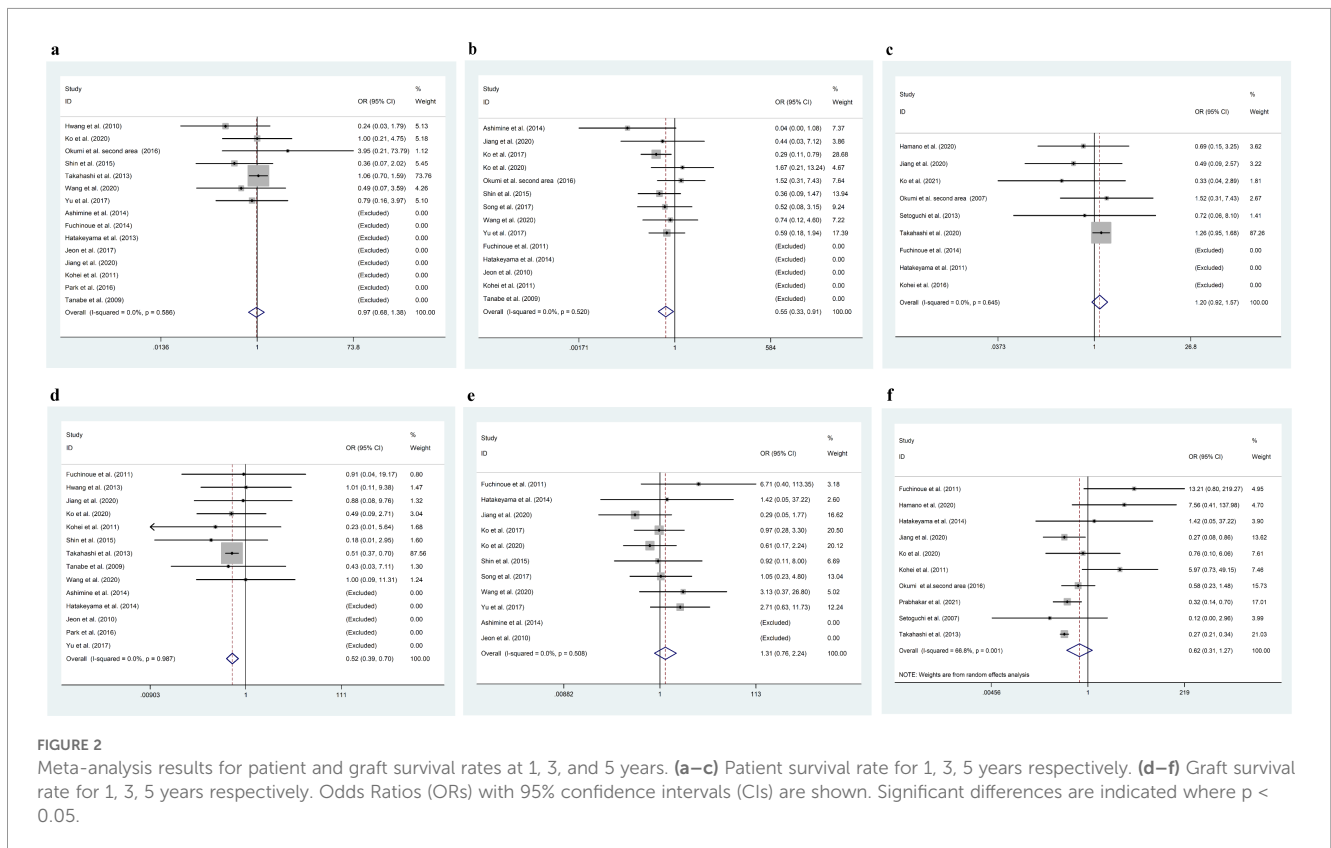 a
Study %
ID OR (95% CI) Weight
Hwang et al. (2010) 0.24 (0.03, 1.79) 5.13
Ko et al. (2020) 1.00 (0.21, 4.75) 5.18
Okumi et al. second area (2016) 3.95 (0.21, 73.79) 1.12
Shin et al. (2015) 0.36 (0.07, 2.02) 5.45
Takahashi et al. (2013) 1.06 (0.70, 1.59) 73.76
Wang et al. (2020) 0.49 (0.07, 3.59) 4.26
Yu et al. (2017) 0.79 (0.16, 3.97) 5.10
Ashimine et al. (2014) (Excluded) 0.00
Fuchinoue et al. (2014) (Excluded) 0.00
Hatakeyama et al. (2013) (Excluded) 0.00
Jeon et al. (2017) (Excluded) 0.00
Jiang et al. (2020) (Excluded) 0.00
Kohei et al. (2011) (Excluded) 0.00
Park et al. (2016) (Excluded) 0.00
Tanabe et al. (2009) (Excluded) 0.00
Overall (I-squared = 0.0%, p = 0.586) 0.97 (0.68, 1.38) 100.00
.0136 1 73.8
b
Study %
ID OR (95% CI) Weight
Ashimine et al. (2014) 0.04 (0.00, 1.08) 7.37
Jiang et al. (2020) 0.44 (0.03, 7.12) 3.86
Ko et al. (2017) 0.29 (0.11, 0.79) 28.68
Ko et al. (2020) 1.67 (0.21, 13.24) 4.67
Okumi et al. second area (2016) 1.52 (0.31, 7.43) 7.64
Shin et al. (2015) 0.36 (0.09, 1.47) 13.94
Song et al. (2017) 0.52 (0.08, 3.15) 9.24
Wang et al. (2020) 0.74 (0.12, 4.60) 7.22
Yu et al. (2017) 0.59 (0.18, 1.94) 17.39
Fuchinoue et al. (2011) (Excluded) 0.00
Hatakeyama et al. (2014) (Excluded) 0.00
Jeon et al. (2010) (Excluded) 0.00
Kohei et al. (2011) (Excluded) 0.00
Tanabe et al. (2009) (Excluded) 0.00
Overall (I-squared = 0.0%, p = 0.520) 0.55 (0.33, 0.91) 100.00
.00171 1 584
c
Study %
ID OR (95% CI) Weight
Hamano et al. (2020) 0.69 (0.15, 3.25) 3.62
Jiang et al. (2020) 0.49 (0.09, 2.57) 3.22
Ko et al. (2021) 0.33 (0.04, 2.89) 1.81
Okumi et al. second area (2007) 1.52 (0.31, 7.43) 2.67
Setoguchi et al. (2013) 0.72 (0.06, 8.10) 1.41
Takahashi et al. (2020) 1.26 (0.95, 1.68) 87.26
Fuchinoue et al. (2014) (Excluded) 0.00
Hatakeyama et al. (2011) (Excluded) 0.00
Kohei et al. (2016) (Excluded) 0.00
Overall (I-squared = 0.0%, p = 0.645) 1.20 (0.92, 1.57) 100.00
.0373 1 26.8
d
Study %
ID OR (95% CI) Weight
Fuchinoue et al. (2011) 0.91 (0.04, 19.17) 0.80
Hwang et al. (2013) 1.01 (0.11, 9.38) 1.47
Jiang et al. (2020) 0.88 (0.08, 9.76) 1.32
Ko et al. (2020) 0.49 (0.09, 2.71) 3.04
Kohei et al. (2011) 0.23 (0.01, 5.64) 1.68
Shin et al. (2015) 0.18 (0.01, 2.95) 1.60
Takahashi et al. (2013) 0.51 (0.37, 0.70) 87.56
Tanabe et al. (2009) 0.43 (0.03, 7.11) 1.30
Wang et al. (2020) 1.00 (0.09, 11.31) 1.24
Ashimine et al. (2014) (Excluded) 0.00
Hatakeyama et al. (2014) (Excluded) 0.00
Jeon et al. (2010) (Excluded) 0.00
Park et al. (2016) (Excluded) 0.00
Yu et al. (2017) (Excluded) 0.00
Overall (I-squared = 0.0%, p = 0.987) 0.52 (0.39, 0.70) 100.00
.00903 1 111
e
Study %
ID OR (95% CI) Weight
Fuchinoue et al. (2011) 6.71 (0.40, 113.35) 3.18
Hatakeyama et al. (2014) 1.42 (0.05, 37.22) 2.60
Jiang et al. (2020) 0.29 (0.05, 1.77) 16.62
Ko et al. (2017) 0.97 (0.28, 3.30) 20.50
Ko et al. (2020) 0.61 (0.17, 2.24) 20.12
Shin et al. (2015) 0.92 (0.11, 8.00) 6.69
Song et al. (2017) 1.05 (0.23, 4.80) 13.04
Wang et al. (2020) 3.13 (0.37, 26.80) 5.02
Yu et al. (2017) 2.71 (0.63, 11.73) 12.24
Ashimine et al. (2014) (Excluded) 0.00
Jeon et al. (2010) (Excluded) 0.00
Overall (I-squared = 0.0%, p = 0.508) 1.31 (0.76, 2.24) 100.00
.00882 1 113
f
Study %
ID OR (95% CI) Weight
Fuchinoue et al. (2011) 13.21 (0.80, 219.27) 4.95
Hamano et al. (2020) 7.56 (0.41, 137.98) 4.70
Hatakeyama et al. (2014) 1.42 (0.05, 37.22) 3.90
Jiang et al. (2020) 0.27 (0.08, 0.86) 13.62
Ko et al. (2020) 0.76 (0.10, 6.06) 7.61
Kohei et al. (2011) 5.97 (0.73, 49.15) 7.46
Okumi et al.second area (2016) 0.58 (0.23, 1.48) 15.73
Prabhakar et al. (2021) 0.32 (0.14, 0.70) 17.01
Setoguchi et al. (2007) 0.12 (0.00, 2.96) 3.99
Takahashi et al. (2013) 0.27 (0.21, 0.34) 21.03
Overall (I-squared = 66.8%, p = 0.001) 0.62 (0.31, 1.27) 100.00
NOTE: Weights are from random effects analysis
.00456 1 219
FIGURE 2
Meta-analysis results for patient and graft survival rates at 1, 3, and 5 years. (a–c) Patient survival rate for 1, 3, 5 years respectively. (d–f) Graft survival
rate for 1, 3, 5 years respectively. Odds Ratios (ORs) with 95% confidence intervals (CIs) are shown. Significant differences are indicated where p <
0.05.